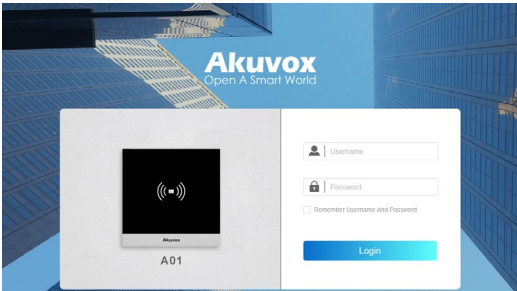 Akuvox
Open A Smart World
Akuvox
A01
Username
Password
Remember Username And Password
Login